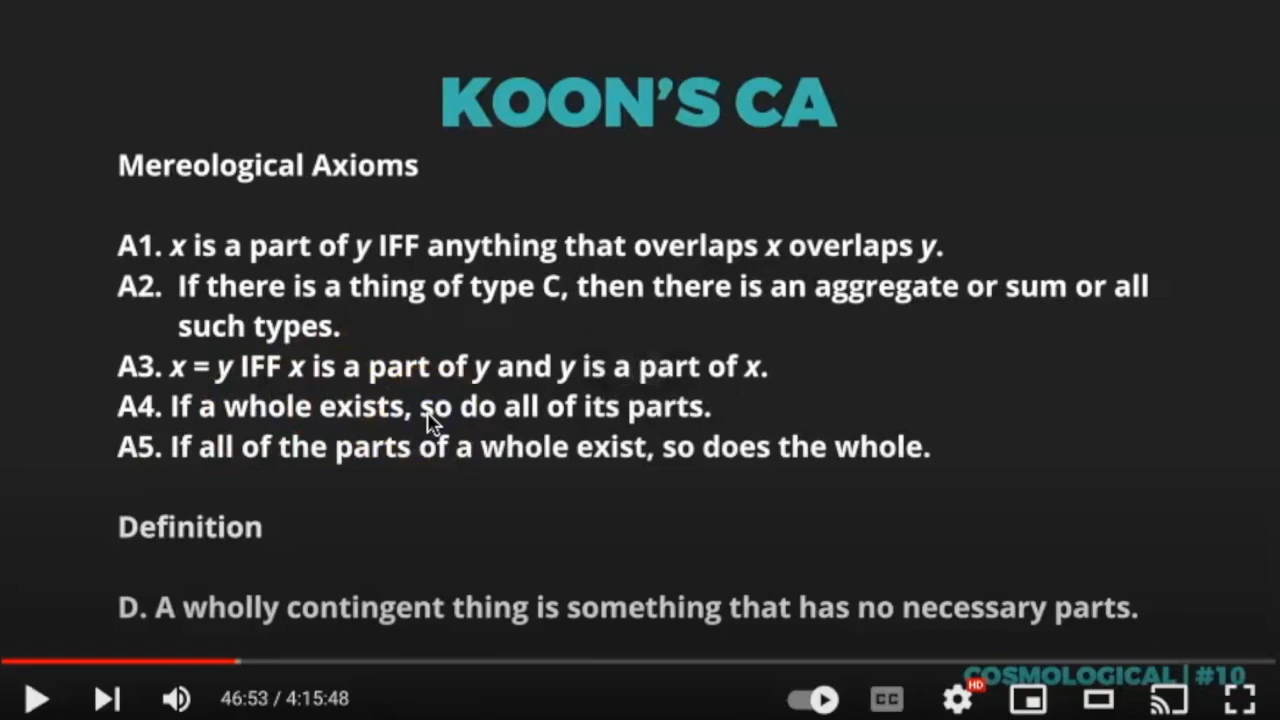 KOON'S CA
Mereological Axioms
A1. x is a part of y IFF anything that overlaps x overlaps y.
A2. If there is a thing of type C, then there is an aggregate or sum or all
such types.
A3. x = y IFF x is a part of y and y is a part of x.
A4. If a whole exists, so do all of its parts.
A5. If all of the parts of a whole exist, so does the whole.
Definition
D. A wholly contingent thing is something that has no necessary parts.
COSMOLOGICAL | #10
46:53 / 4:15:48
CC
HD